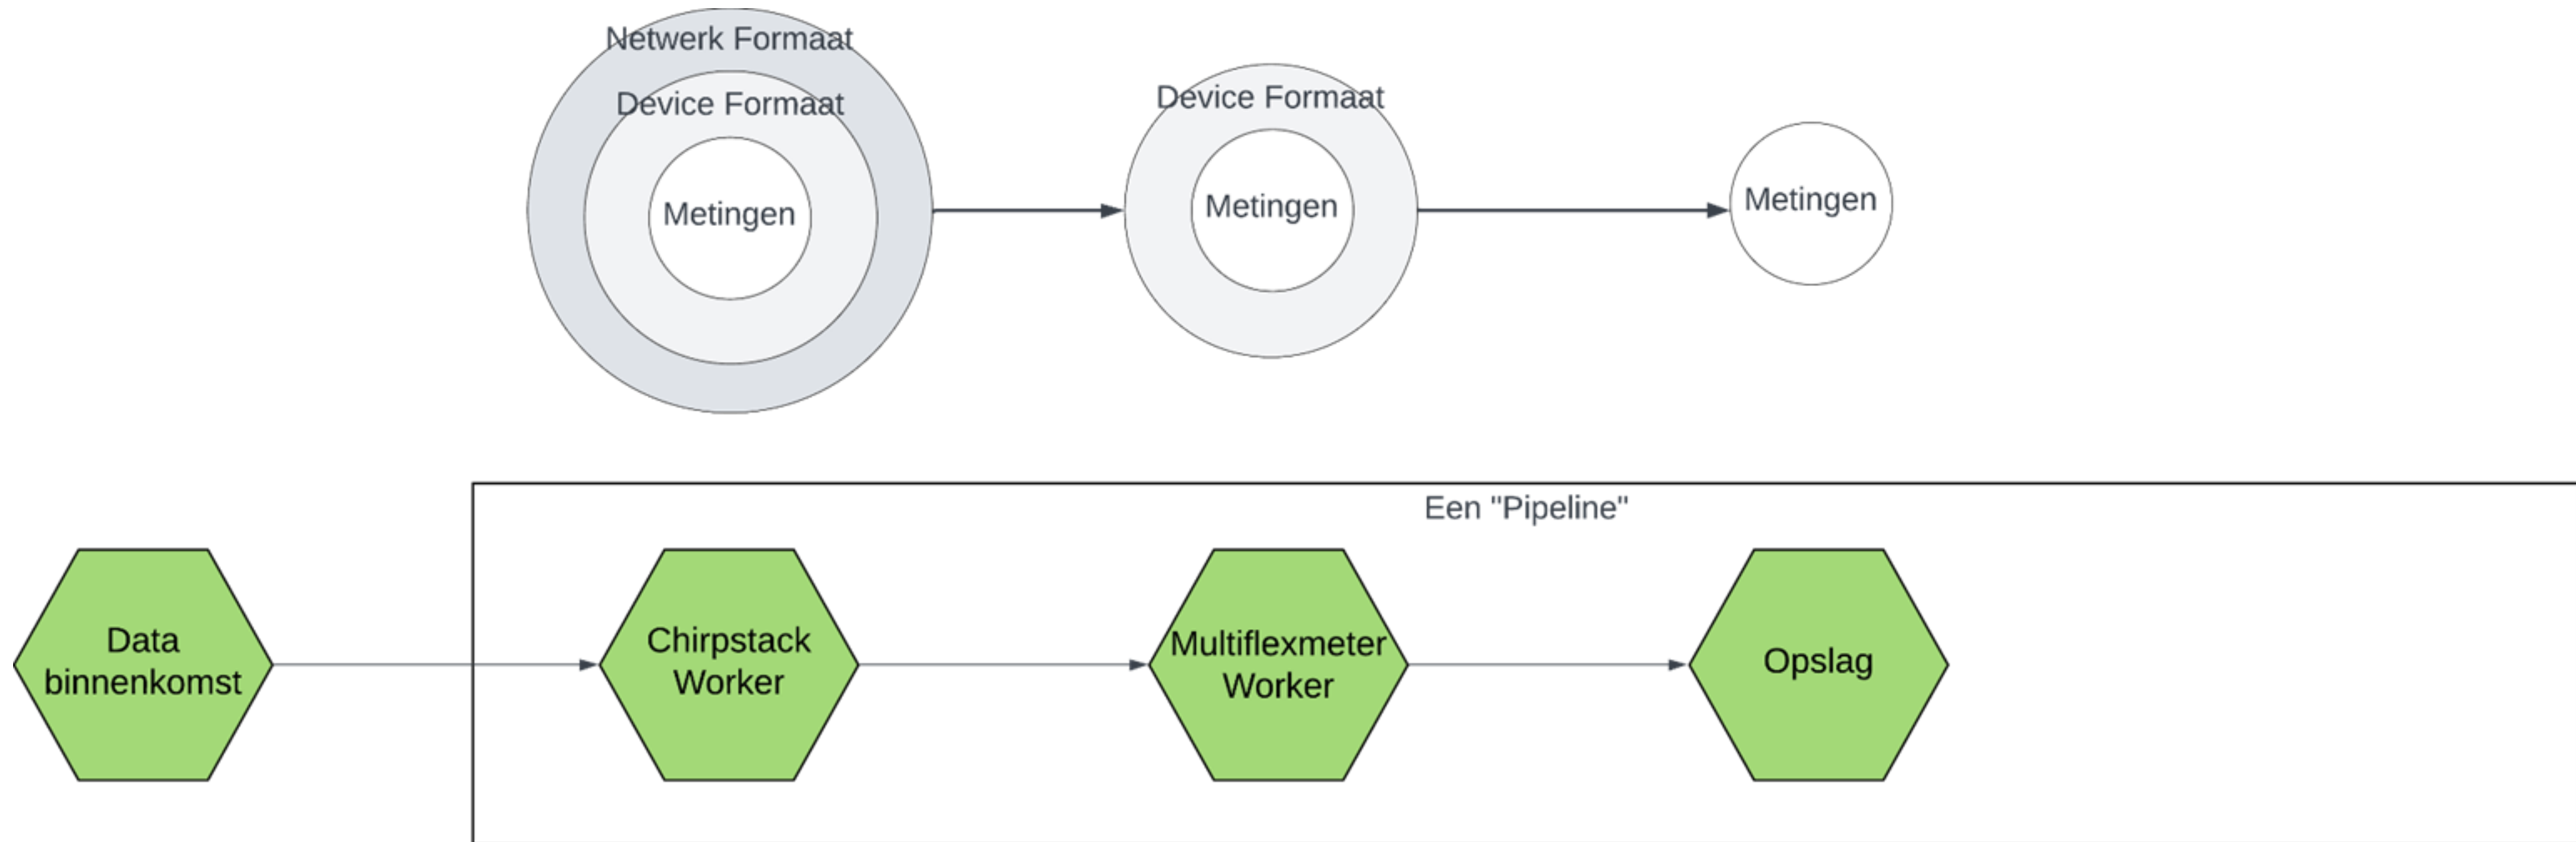 Netwerk Formaat
Device Formaat
Metingen
Device Formaat
Metingen
Metingen
Een "Pipeline"
Data
binnenkomst
Chirpstack
Worker
Multiflexmeter
Worker
Opslag